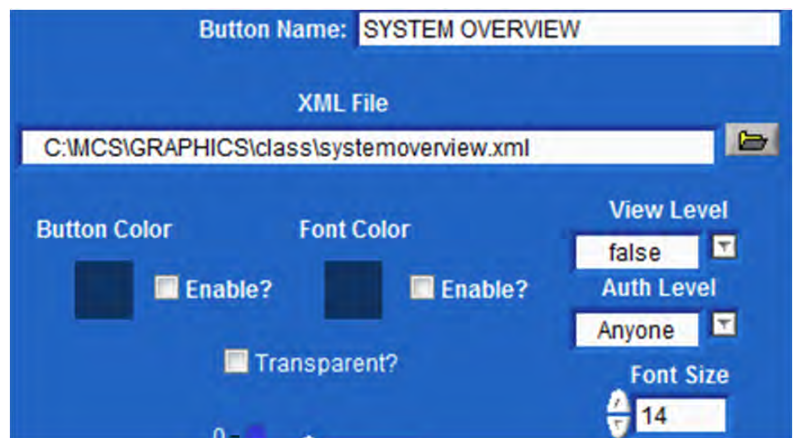 Button Name: SYSTEM OVERVIEW
XML File
C:\MCS\GRAPHICS\class\systemoverview.xml
View Level
Button Color Font Color
false
Enable? Enable?
Auth Level
Anyone
Transparent?
Font Size
14
0